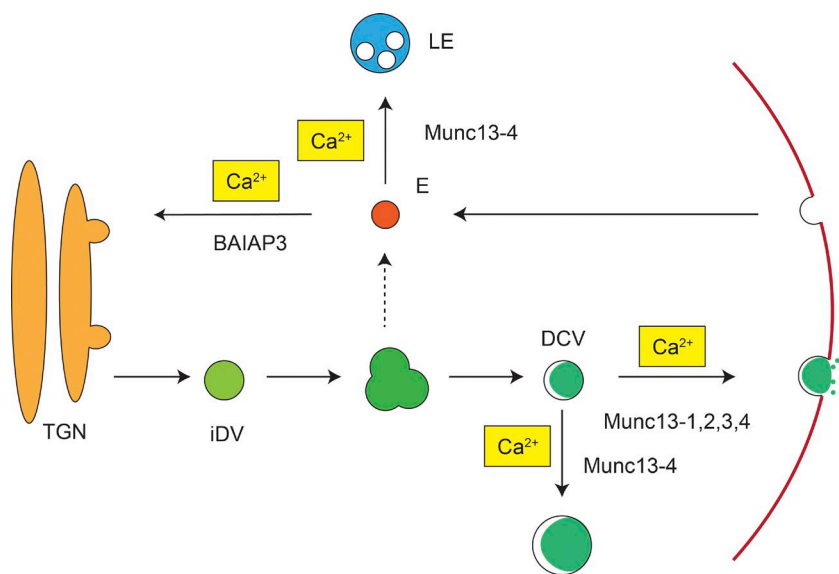 LE
Munc13-4
Ca²⁺
Ca²⁺
E
BAIAP3
DCV
Ca²⁺
TGN
iDV
Munc13-1,2,3,4
Ca²⁺
Munc13-4